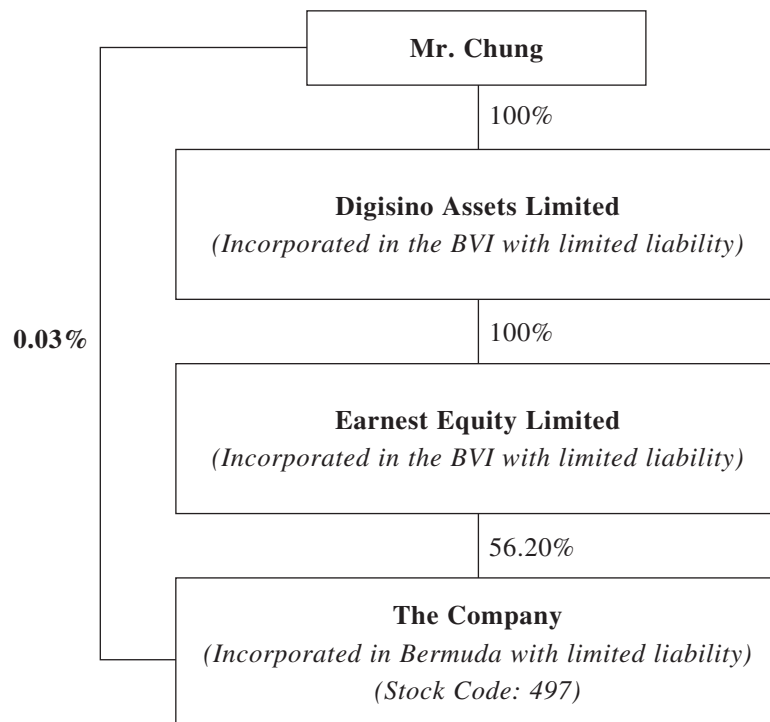 Mr. Chung
100%
Digisino Assets Limited
(Incorporated in the BVI with limited liability)
0.03%
100%
Earnest Equity Limited
(Incorporated in the BVI with limited liability)
56.20%
The Company
(Incorporated in Bermuda with limited liability)
(Stock Code: 497)